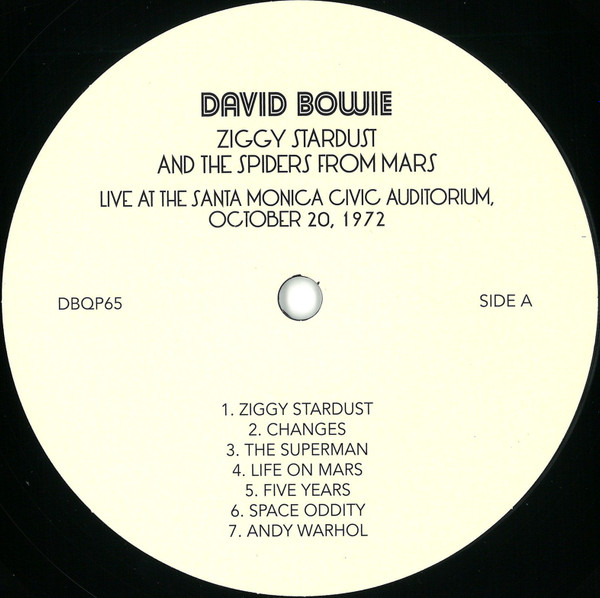 DAVID BOWIE
ZIGGY STARDUST
AND THE SPIDERS FROM MARS
LIVE AT THE SANTA MONICA CIVIC AUDITORIUM,
OCTOBER 20, 1972
DBQP65
SIDE A
1. ZIGGY STARDUST
2. CHANGES
3. THE SUPERMAN
4. LIFE ON MARS
5. FIVE YEARS
6. SPACE ODDITY
7. ANDY WARHOL